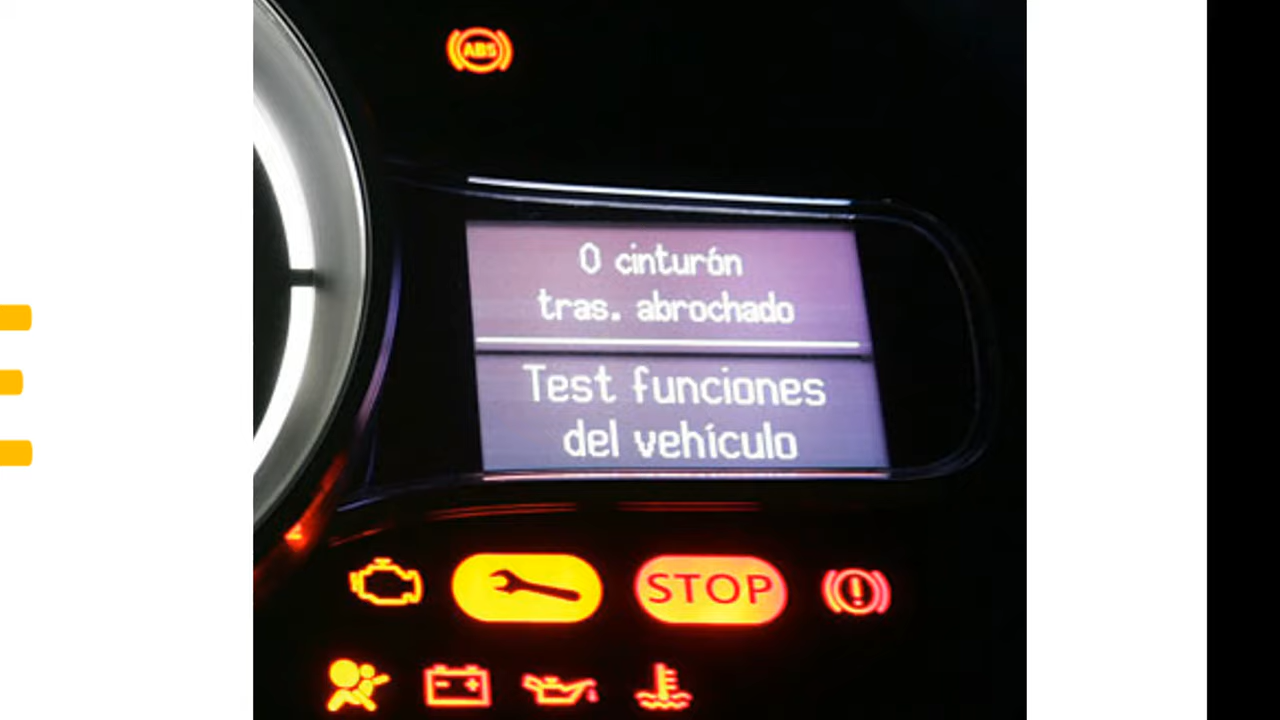 ABS
0 cinturón
tras. abrochado
Test funciones
del vehículo
STOP